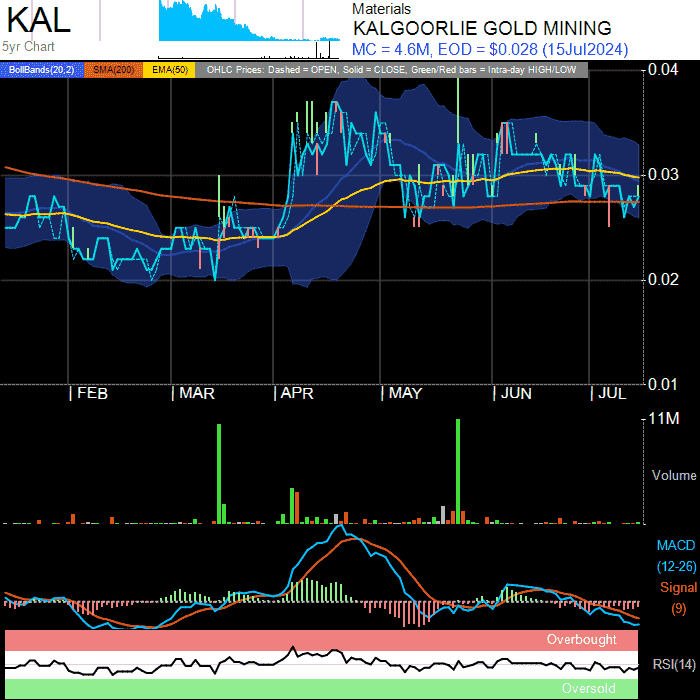 KAL
5yr Chart
Materials
KALGOORLIE GOLD MINING
MC = 4.6M, EOD = $0.028 (15Jul2024)
BollBands(20,2) SMA(200) EMA(50) OHLC Prices: Dashed = OPEN, Solid = CLOSE, Green/Red bars = Intra-day HIGH/LOW
0.04
0.03
0.02
0.01
FEB MAR APR MAY JUN JUL
11M
Volume
MACD
(12-26)
Signal
(9)
Overbought
RSI(14)
Oversold